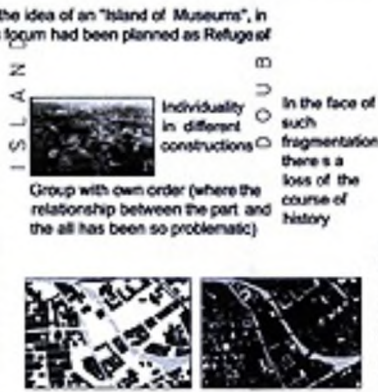 the idea of an "Island of Museums", in
forum had been planned as Refuge of
ISLAND
Individuality
in different
constructions
DOUB
In the face of
such
fragmentation
there s a
loss of the
course of
history
Group with own order (where the
relationship between the part and
the all has been so problematic)